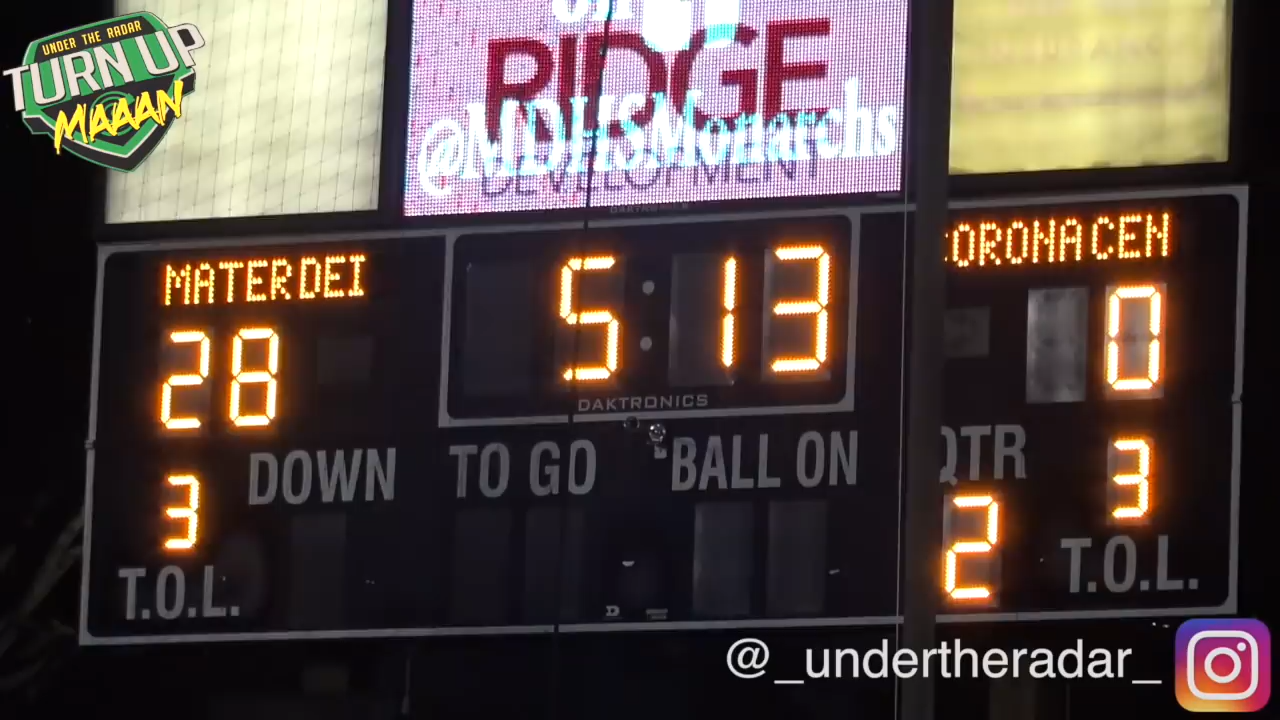 UNDER THE RADAR
TURN UP
MAAAN
RIDGE
@MDHSMonarchs
DEVELOPMENT
DAKTRONICS
MATER DEI
5:13
CORONA CEN
28
0
DAKTRONICS
DOWN
TO GO
BALL ON
QTR
3
3
2
T.O.L.
T.O.L.
@_undertheradar_